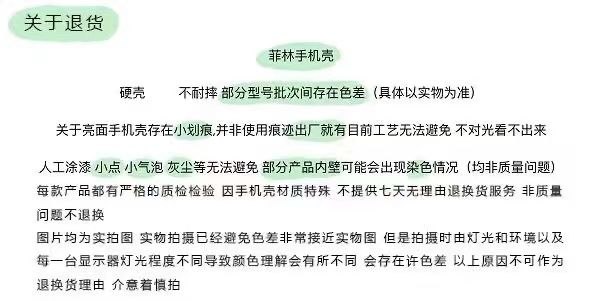 关于退货
菲林手机壳
硬壳 不耐摔 部分型号批次间存在色差（具体以实物为准）
关于亮面手机壳存在小划痕,并非使用痕迹出厂就有目前工艺无法避免 不对光看不出来
人工涂漆 小点 小气泡 灰尘等无法避免 部分产品内壁可能会出现染色情况（均非质量问题）
每款产品都有严格的质检检验 因手机壳材质特殊 不提供七天无理由退换货服务 非质量
问题不退换
图片均为实拍图 实物拍摄已经避免色差非常接近实物图 但是拍摄时由灯光和环境以及
每一台显示器灯光程度不同导致颜色理解会有所不同 会存在许色差 以上原因不可作为
退换货理由 介意着慎拍